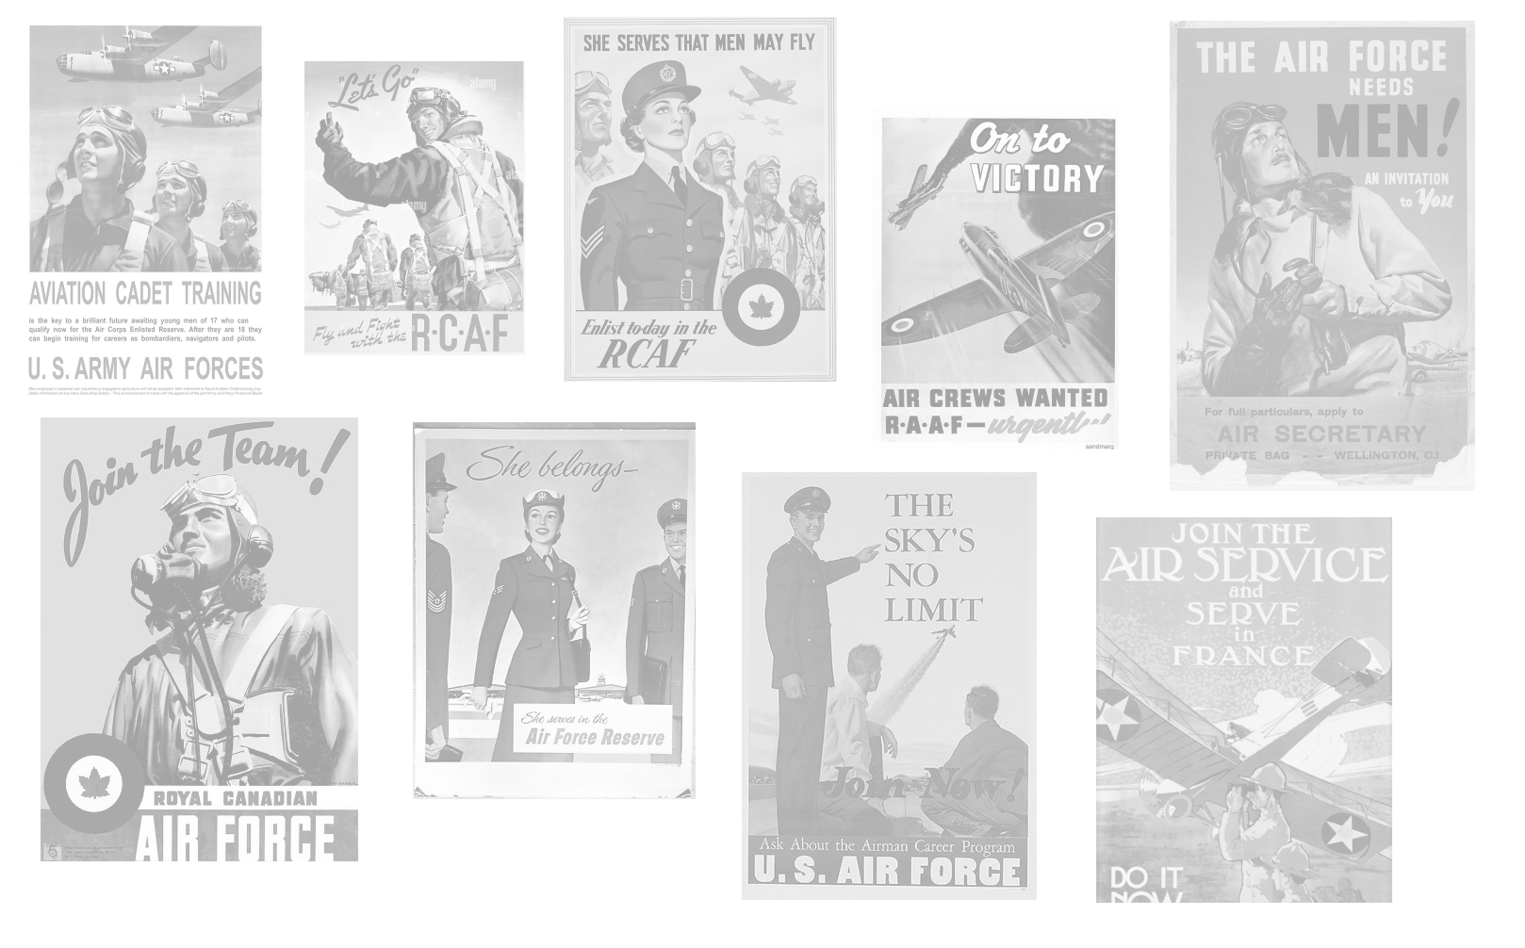 AVIATION CADET TRAINING
is the key to a brilliant future awaiting young men of 17 who can
qualify now for the Air Corps Enlisted Reserve. After they are 18 they
can begin training for careers as bombardiers, navigators and pilots.
U. S. ARMY AIR FORCES
"Let's Go"
alamy
alamy
Fly and Fight
with the R·C·A·F
SHE SERVES THAT MEN MAY FLY
Enlist to-day in the
RCAF
On to
VICTORY
AIR CREWS WANTED
R·A·A·F— urgently
sandmarg
THE AIR FORCE
NEEDS
MEN!
AN INVITATION
to You
For full particulars, apply to
AIR SECRETARY
PRIVATE BAG -- WELLINGTON, C.1.
Join the Team!
ROYAL CANADIAN
AIR FORCE
She belongs—
She serves in the
Air Force Reserve
THE
SKY'S
NO
LIMIT
Join Now!
Ask About the Airman Career Program
U. S. AIR FORCE
JOIN THE
AIR SERVICE
and
SERVE
in
FRANCE
DO IT
NOW